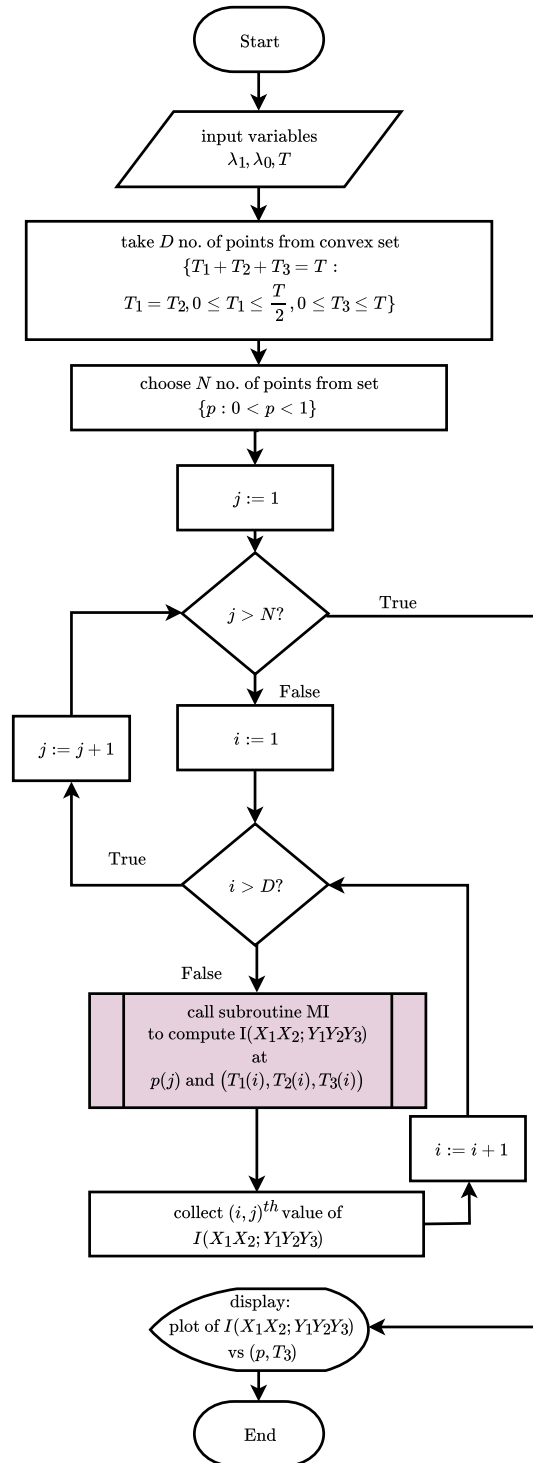 Start
input variables
λ₁, λ₀, T
take D no. of points from convex set
{T₁ + T₂ + T₃ = T :
T₁ = T₂, 0 ≤ T₁ ≤ T/2, 0 ≤ T₃ ≤ T}
choose N no. of points from set
{p : 0 < p < 1}
j := 1
j > N?
True
False
i := 1
j := j + 1
True
i > D?
False
call subroutine MI
to compute I(X₁X₂; Y₁Y₂Y₃)
at
p(j) and (T₁(i), T₂(i), T₃(i))
i := i + 1
collect (i, j)ᵗʰ value of
I(X₁X₂; Y₁Y₂Y₃)
display:
plot of I(X₁X₂; Y₁Y₂Y₃)
vs (p, T₃)
End